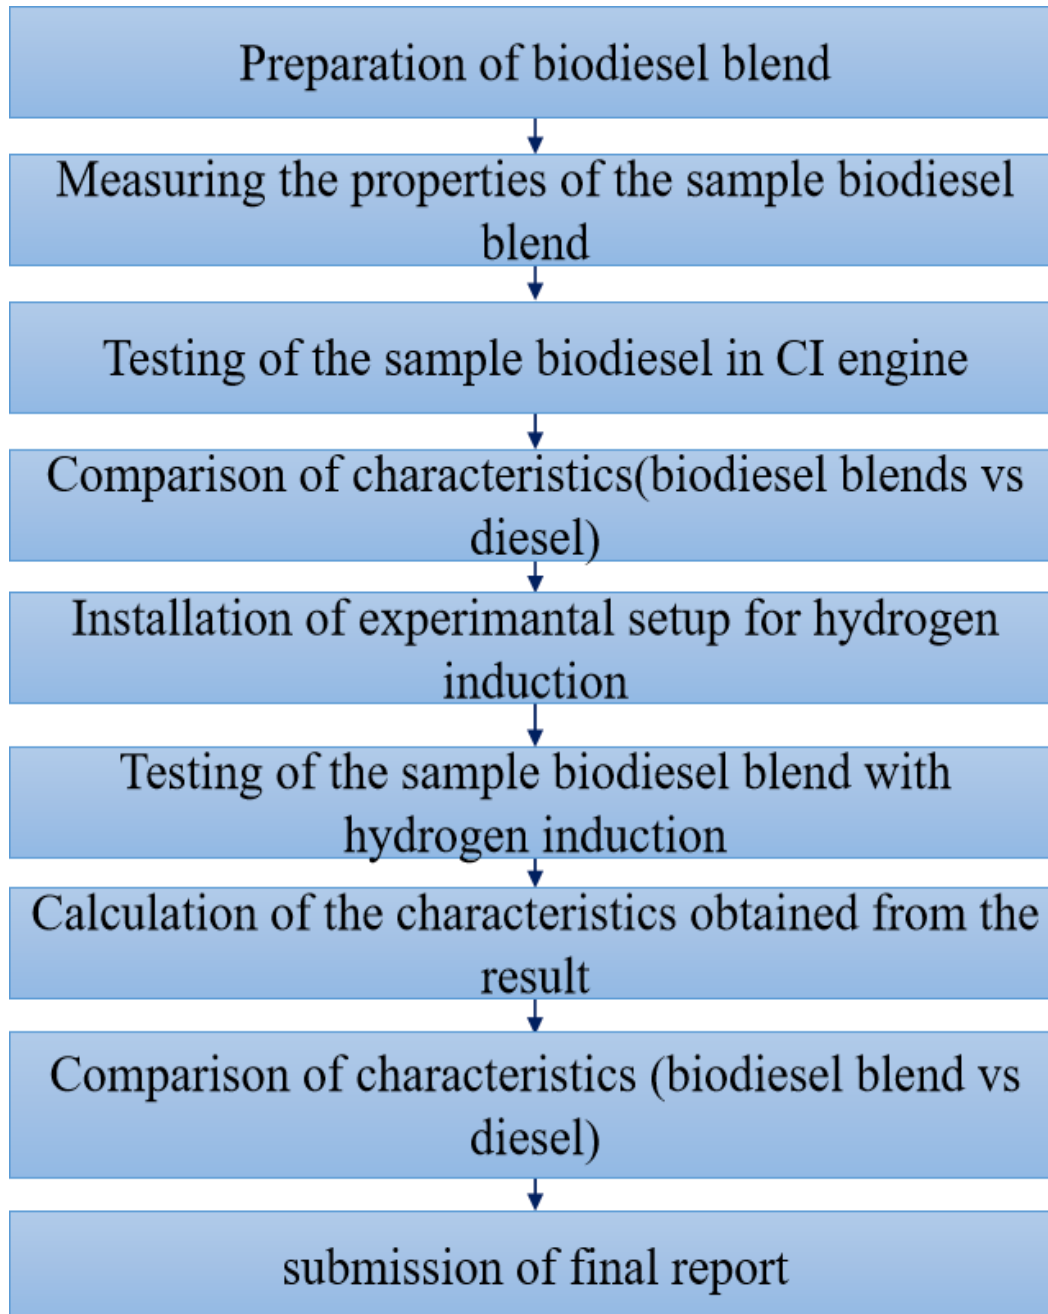 Preparation of biodiesel blend
Measuring the properties of the sample biodiesel
blend
Testing of the sample biodiesel in CI engine
Comparison of characteristics(biodiesel blends vs
diesel)
Installation of experimantal setup for hydrogen
induction
Testing of the sample biodiesel blend with
hydrogen induction
Calculation of the characteristics obtained from the
result
Comparison of characteristics (biodiesel blend vs
diesel)
submission of final report